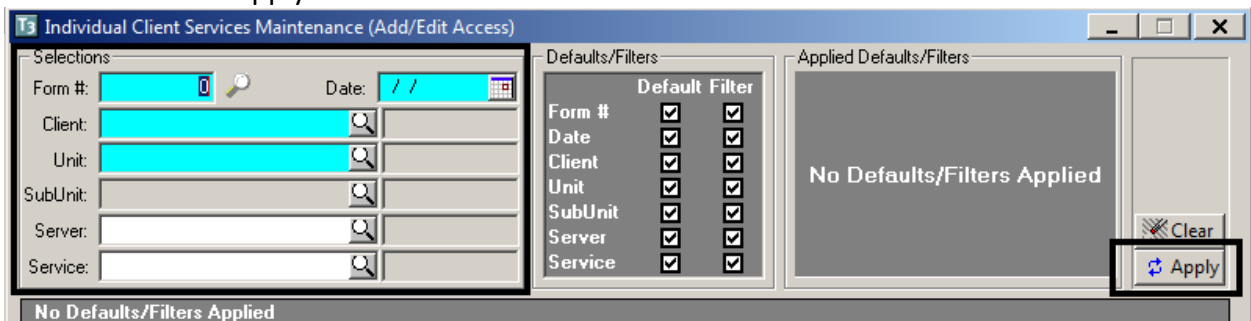 Apply
T3 Individual Client Services Maintenance (Add/Edit Access)
Selections
Form #: 0 Date: / /
Client:
Unit:
SubUnit:
Server:
Service:
Defaults/Filters
Default Filter
Form #
Date
Client
Unit
SubUnit
Server
Service
Applied Defaults/Filters
No Defaults/Filters Applied
Clear
Apply
No Defaults/Filters Applied